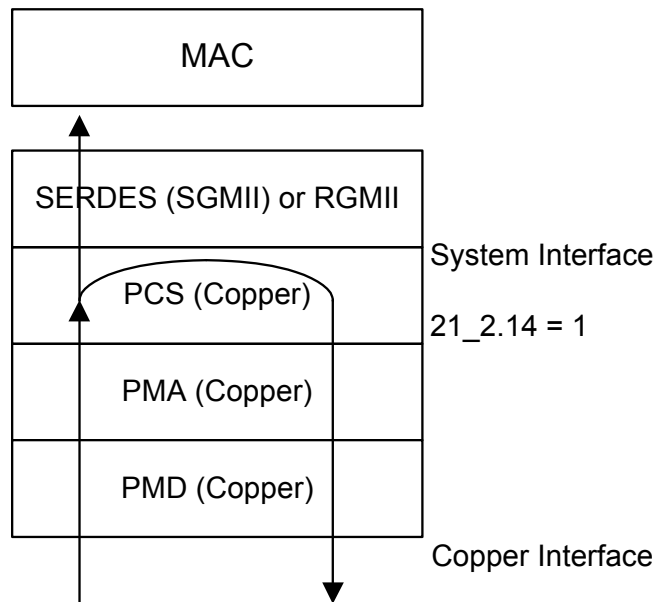 MAC
SERDES (SGMII) or RGMII
System Interface
PCS (Copper)
21_2.14 = 1
PMA (Copper)
PMD (Copper)
Copper Interface